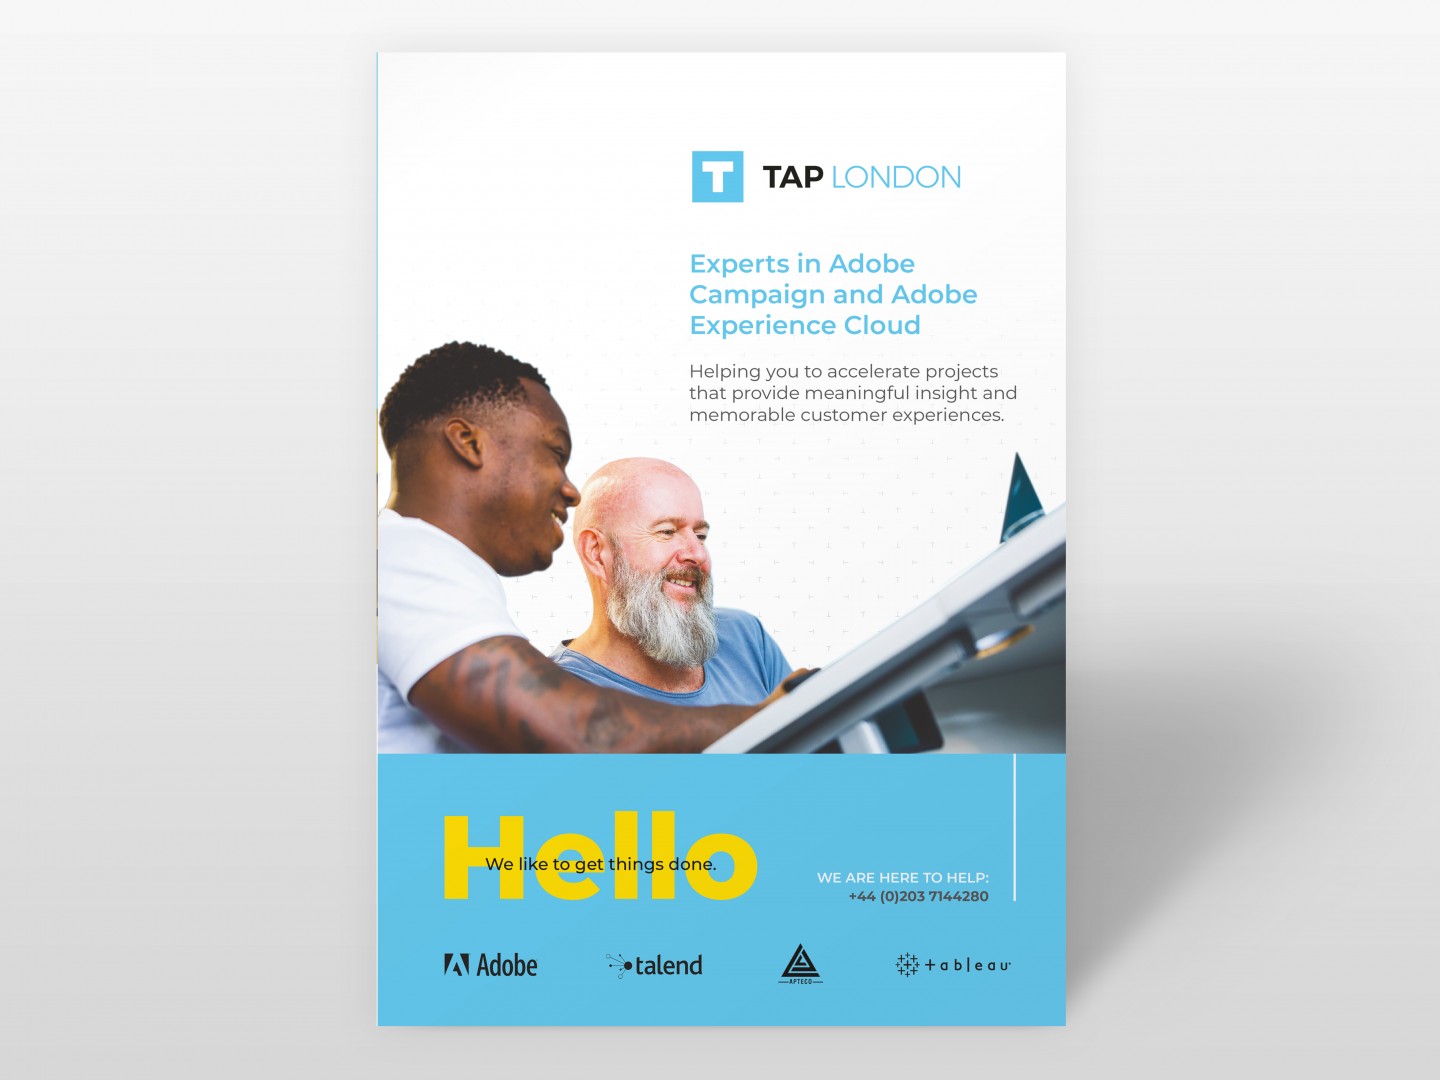 T TAP LONDON
Experts in Adobe
Campaign and Adobe
Experience Cloud
Helping you to accelerate projects
that provide meaningful insight and
memorable customer experiences.
Hello
We like to get things done.
WE ARE HERE TO HELP:
+44 (0)203 7144280
Adobe
talend
APTECO
+ableau